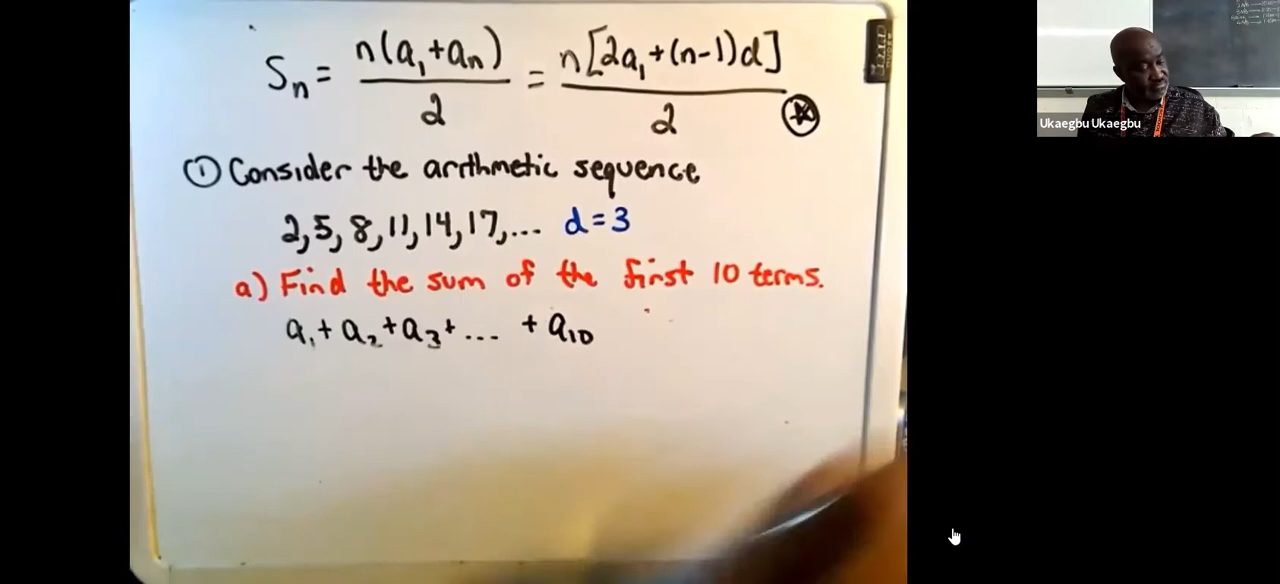 Sₙ = n(a₁+aₙ)/2 = n[2a₁+(n-1)d]/2
① Consider the arithmetic sequence
2, 5, 8, 11, 14, 17, ... d=3
a) Find the sum of the first 10 terms.
a₁ + a₂ + a₃ + ... + a₁₀
Ukaegbu Ukaegbu